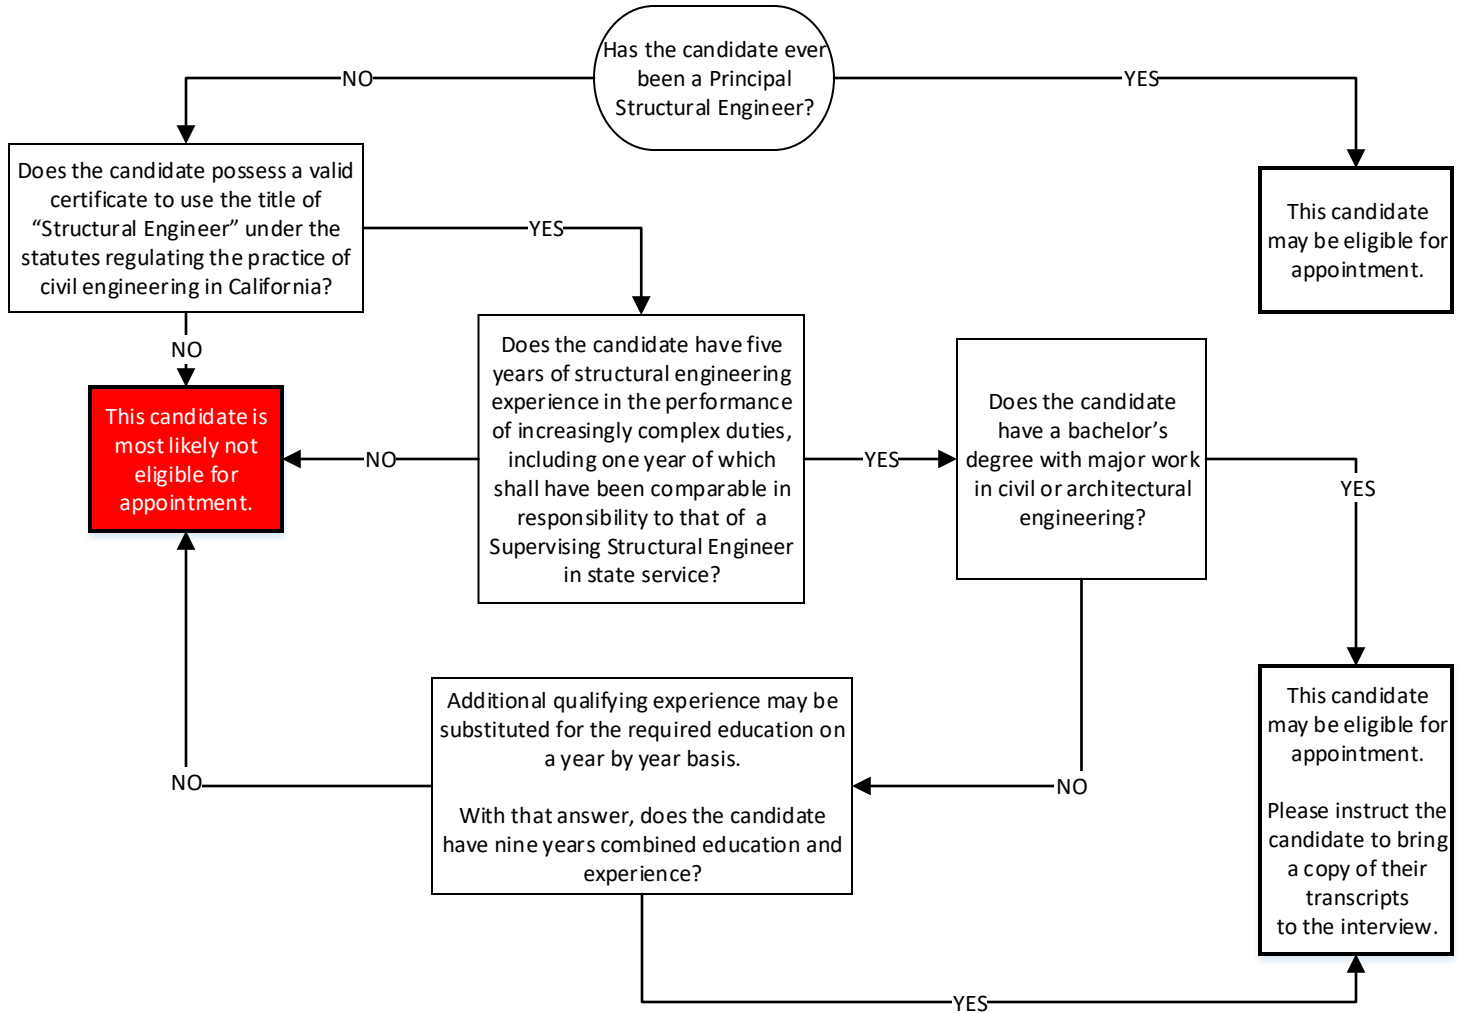 Has the candidate ever
been a Principal
Structural Engineer?
NO
YES
Does the candidate possess a valid
certificate to use the title of
“Structural Engineer” under the
statutes regulating the practice of
civil engineering in California?
YES
NO
This candidate
may be eligible for
appointment.
This candidate is
most likely not
eligible for
appointment.
Does the candidate have five
years of structural engineering
experience in the performance
of increasingly complex duties,
including one year of which
shall have been comparable in
responsibility to that of a
Supervising Structural Engineer
in state service?
NO
YES
Does the candidate
have a bachelor’s
degree with major work
in civil or architectural
engineering?
YES
NO
Additional qualifying experience may be
substituted for the required education on
a year by year basis.
With that answer, does the candidate
have nine years combined education and
experience?
NO
YES
This candidate
may be eligible for
appointment.
Please instruct the
candidate to bring
a copy of their
transcripts
to the interview.